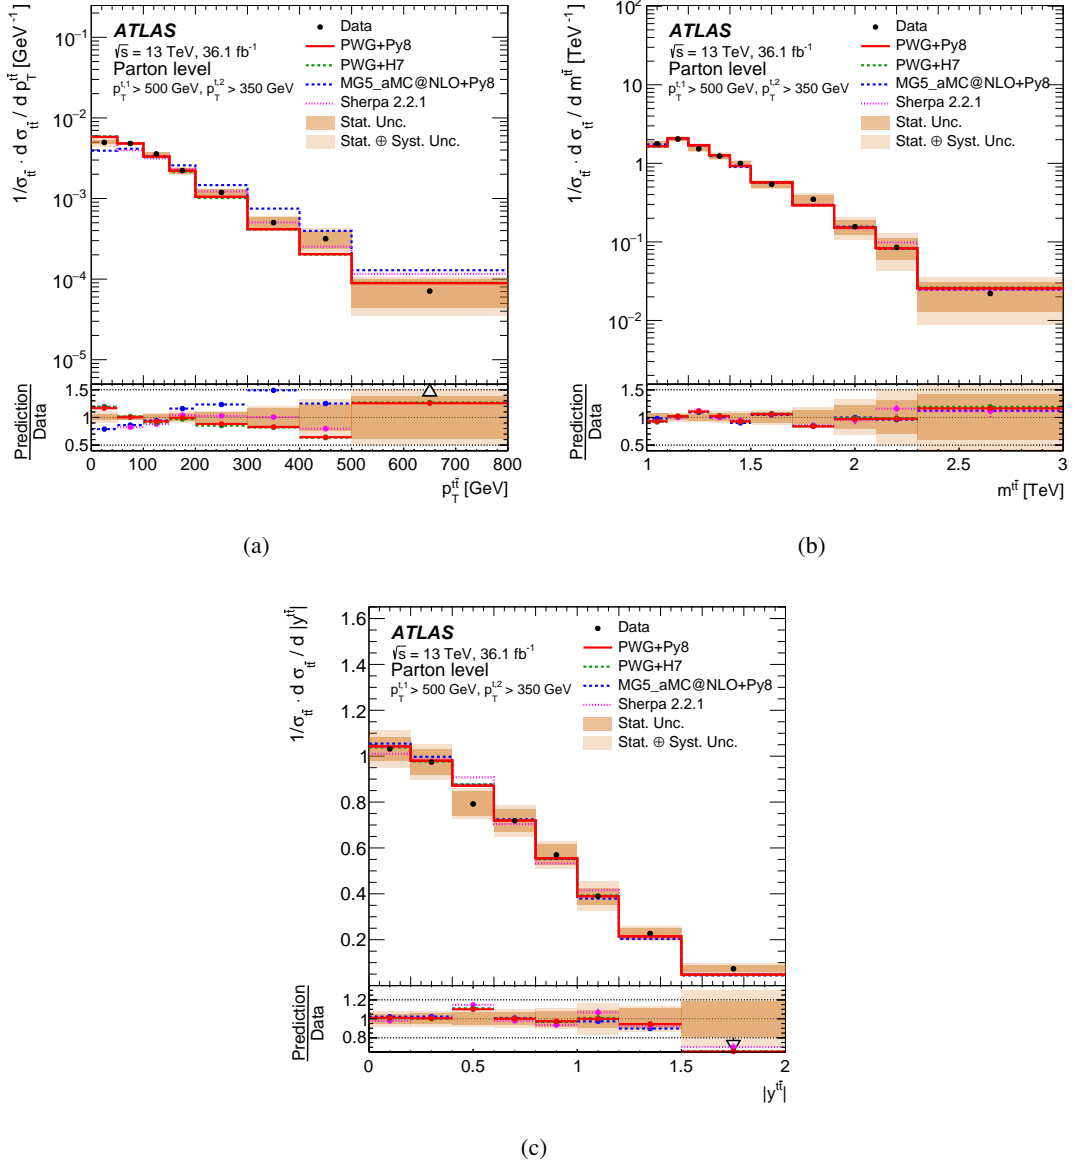 1/σ_tt̄ · d σ_tt̄ / d p_T^tt̄ [GeV⁻¹]
10⁻¹
10⁻²
10⁻³
10⁻⁴
10⁻⁵
ATLAS
√s = 13 TeV, 36.1 fb⁻¹
Parton level
p_T^t,1 > 500 GeV, p_T^t,2 > 350 GeV
Data
PWG+Py8
PWG+H7
MG5_aMC@NLO+Py8
Sherpa 2.2.1
Stat. Unc.
Stat. ⊕ Syst. Unc.
Prediction
Data
1.5
1
0.5
0 100 200 300 400 500 600 700 800
p_T^tt̄ [GeV]
(a)
1/σ_tt̄ · d σ_tt̄ / d m^tt̄ [TeV⁻¹]
10²
10
1
10⁻¹
10⁻²
ATLAS
√s = 13 TeV, 36.1 fb⁻¹
Parton level
p_T^t,1 > 500 GeV, p_T^t,2 > 350 GeV
Data
PWG+Py8
PWG+H7
MG5_aMC@NLO+Py8
Sherpa 2.2.1
Stat. Unc.
Stat. ⊕ Syst. Unc.
Prediction
Data
1.5
1
0.5
1 1.5 2 2.5 3
m^tt̄ [TeV]
(b)
1/σ_tt̄ · d σ_tt̄ / d |y^tt̄|
1.6
1.4
1.2
1
0.8
0.6
0.4
0.2
ATLAS
√s = 13 TeV, 36.1 fb⁻¹
Parton level
p_T^t,1 > 500 GeV, p_T^t,2 > 350 GeV
Data
PWG+Py8
PWG+H7
MG5_aMC@NLO+Py8
Sherpa 2.2.1
Stat. Unc.
Stat. ⊕ Syst. Unc.
Prediction
Data
1.2
1
0.8
0 0.5 1 1.5 2
|y^tt̄|
(c)